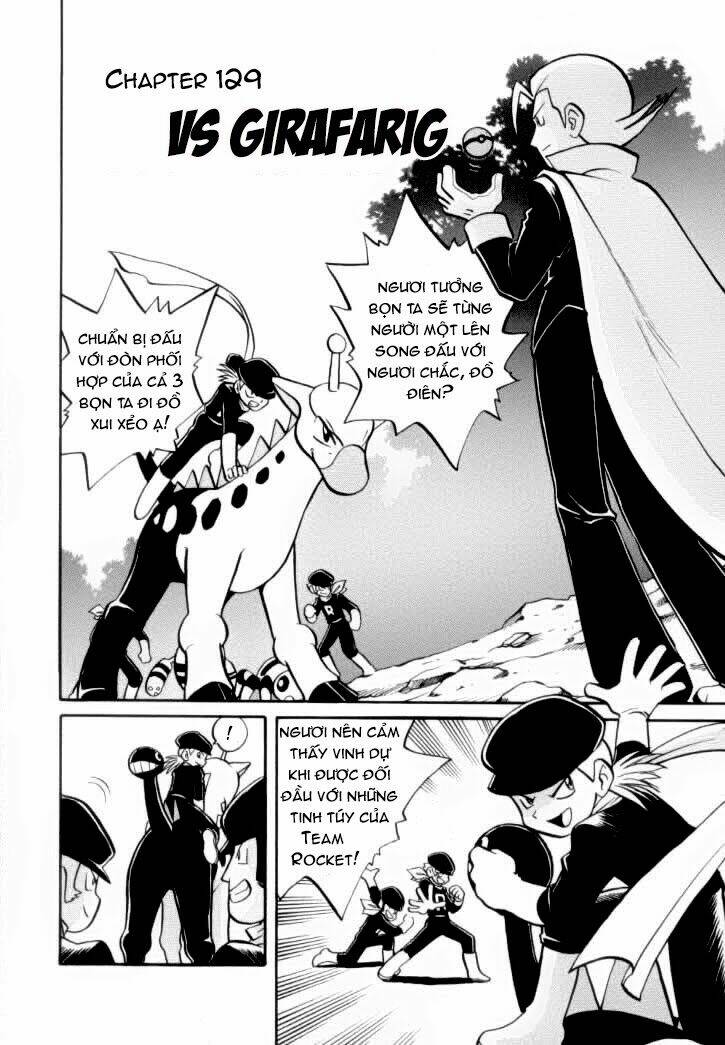 Chapter 129
VS GIRAFARIG
NGƯƠI TƯỞNG
BỌN TA SẼ TỪNG
NGƯỜI MỘT LÊN
SONG ĐẤU VỚI
NGƯƠI CHẮC, ĐỒ
ĐIÊN?
CHUẨN BỊ ĐẤU
VỚI ĐÒN PHỐI
HỢP CỦA CẢ 3
BỌN TA ĐI ĐỒ
XUI XẺO Ạ!
!
NGƯƠI NÊN CẢM
THẤY VINH DỰ
KHI ĐƯỢC ĐỐI
ĐẦU VỚI NHỮNG
TINH TÚY CỦA
TEAM
ROCKET!
R